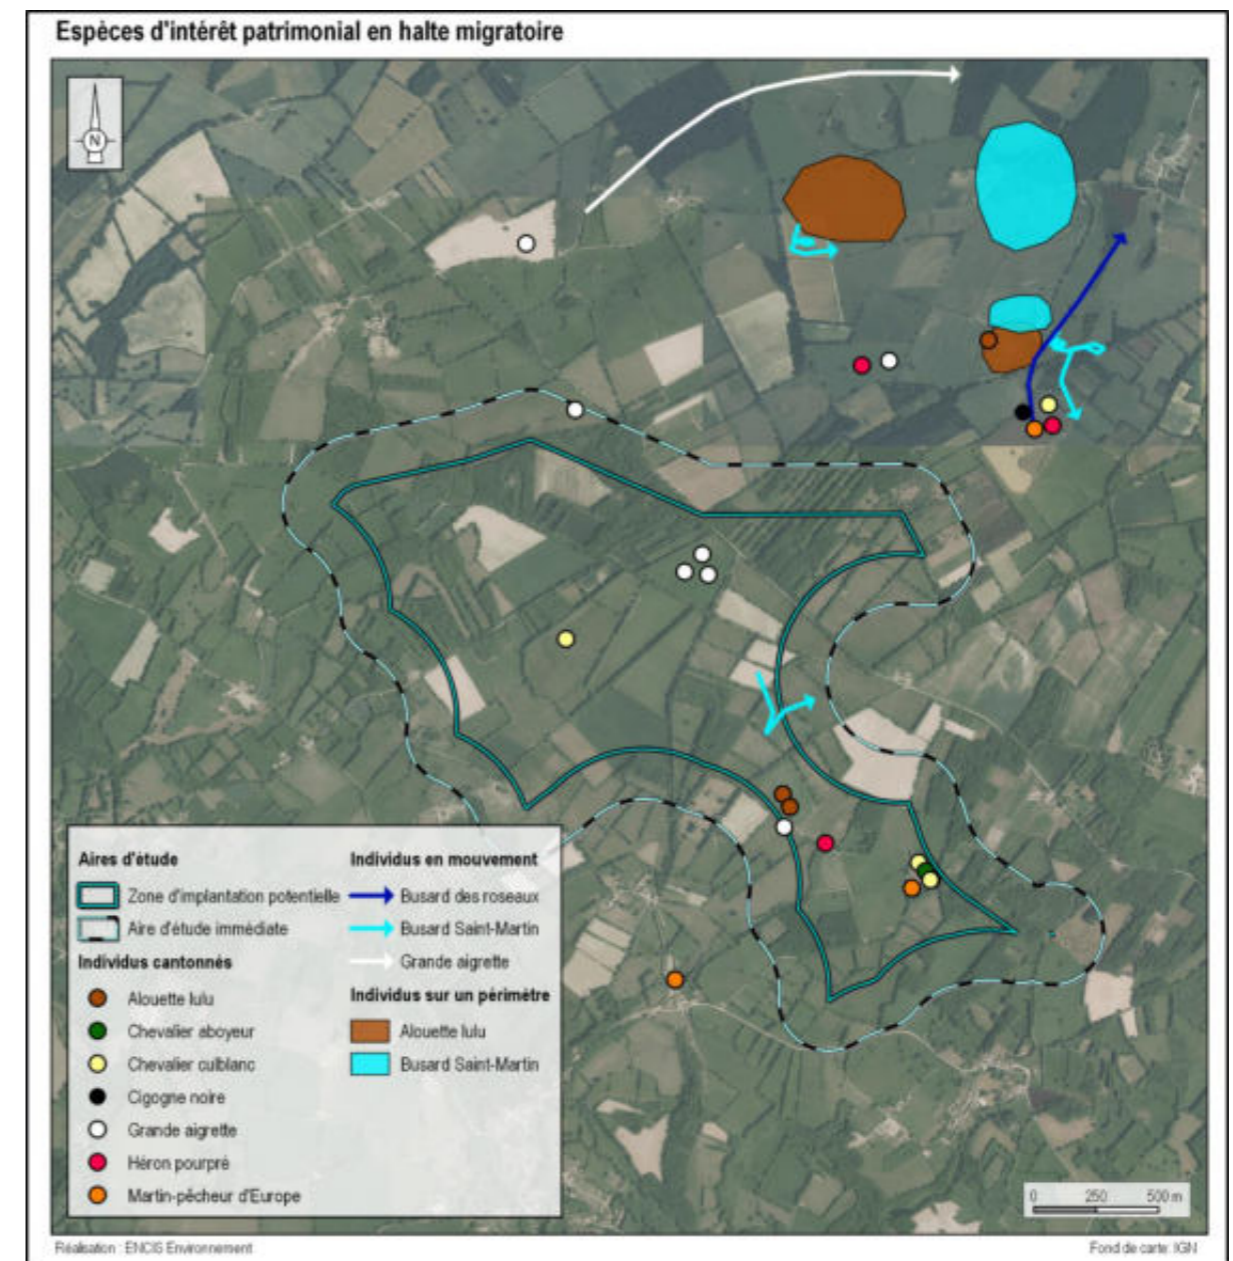 Espèces d'intérêt patrimonial en halte migratoire
N
Aires d'étude
Zone d'implantation potentielle
Aire d'étude immédiate
Individus cantonnés
Alouette lulu
Chevalier aboyeur
Chevalier culblanc
Cigogne noire
Grande aigrette
Héron pourpré
Martin-pêcheur d'Europe
Individus en mouvement
Busard des roseaux
Busard Saint-Martin
Grande aigrette
Individus sur un périmètre
Alouette lulu
Busard Saint-Martin
0 250 500 m
Réalisation : ENCIS Environnement
Fond de carte: IGN